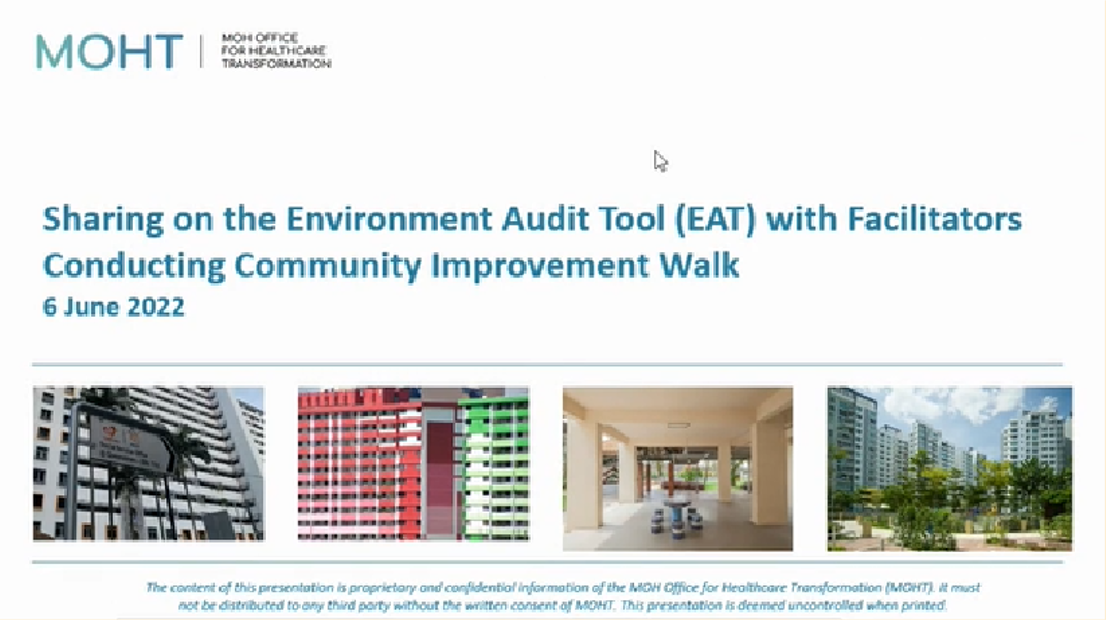 MOHT
MOH OFFICE
FOR HEALTHCARE
TRANSFORMATION
Sharing on the Environment Audit Tool (EAT) with Facilitators
Conducting Community Improvement Walk
6 June 2022
The content of this presentation is proprietary and confidential information of the MOH Office for Healthcare Transformation (MOHT). It must
not be distributed to any third party without the written consent of MOHT. This presentation is deemed uncontrolled when printed.